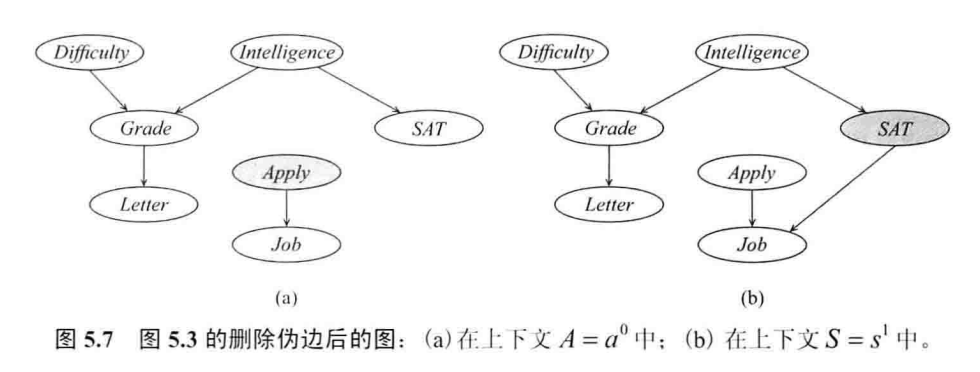 Difficulty Intelligence Difficulty Intelligence
Grade SAT Grade SAT
Apply Apply
Letter Letter
Job Job
(a) (b)
图 5.7 图 5.3 的删除伪边后的图：(a)在上下文 A = a⁰ 中；(b) 在上下文 S = s¹ 中。